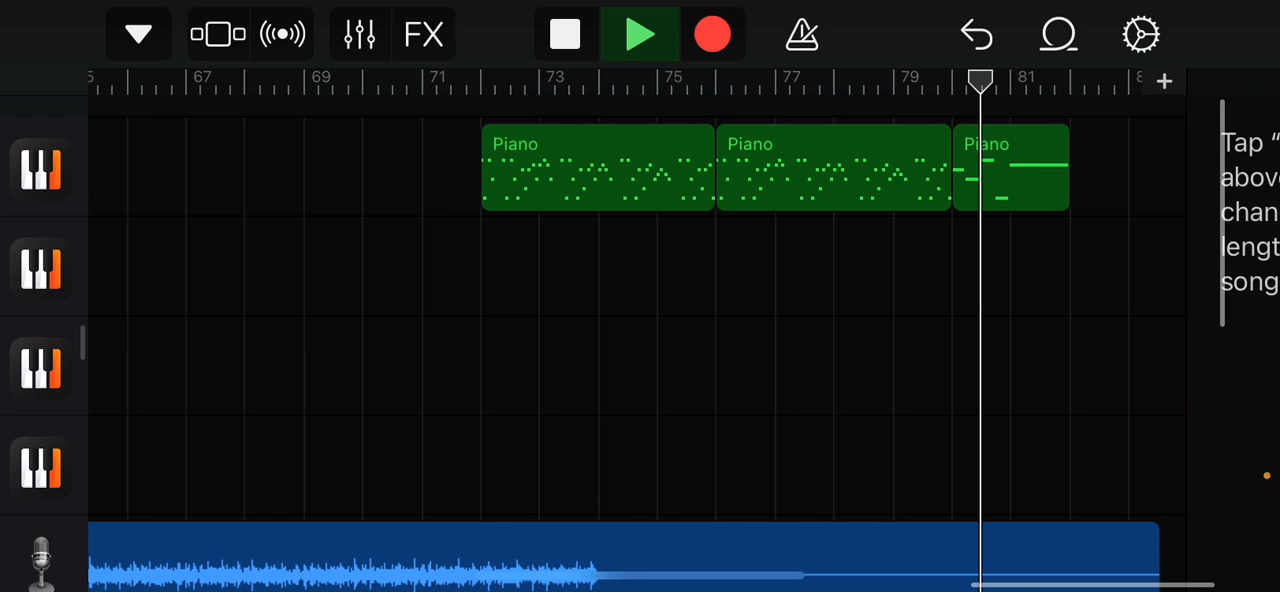 FX
67 69 71 73 75 77 79 81
Piano Piano Piano
Tap "
abov
chan
lengt
song